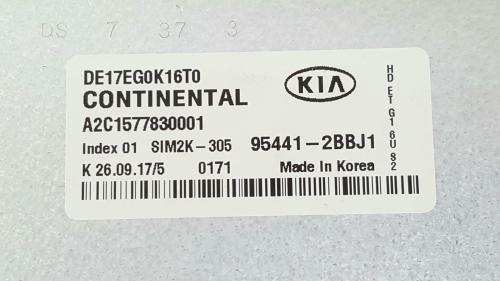 DS 7 37 3
DE17EG0K16T0
KIA
CONTINENTAL
A2C1577830001
Index 01 SIM2K-305 95441-2BBJ1
K 26.09.17/5 0171 Made in Korea
HD ET G1 6U S2